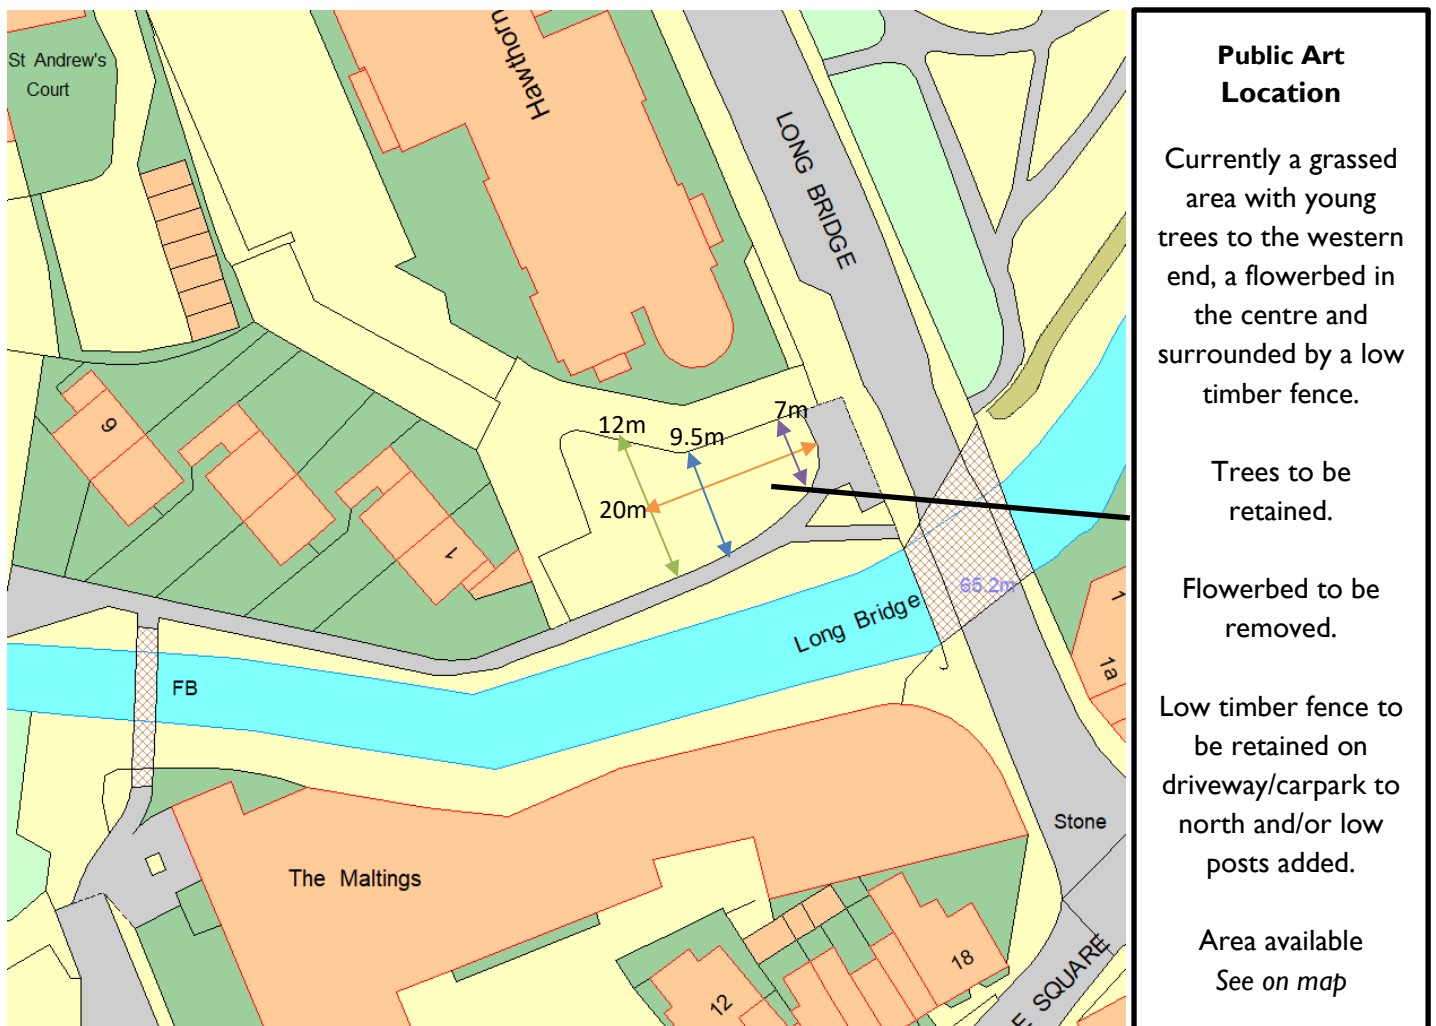 St Andrew's
Court
Hawthorn
LONG BRIDGE
12m
9.5m
7m
20m
9
1
65.2m
Long Bridge
FB
1
1a
Stone
The Maltings
18
12
E SQUARE
Public Art
Location
Currently a grassed
area with young
trees to the western
end, a flowerbed in
the centre and
surrounded by a low
timber fence.
Trees to be
retained.
Flowerbed to be
removed.
Low timber fence to
be retained on
driveway/carpark to
north and/or low
posts added.
Area available
See on map